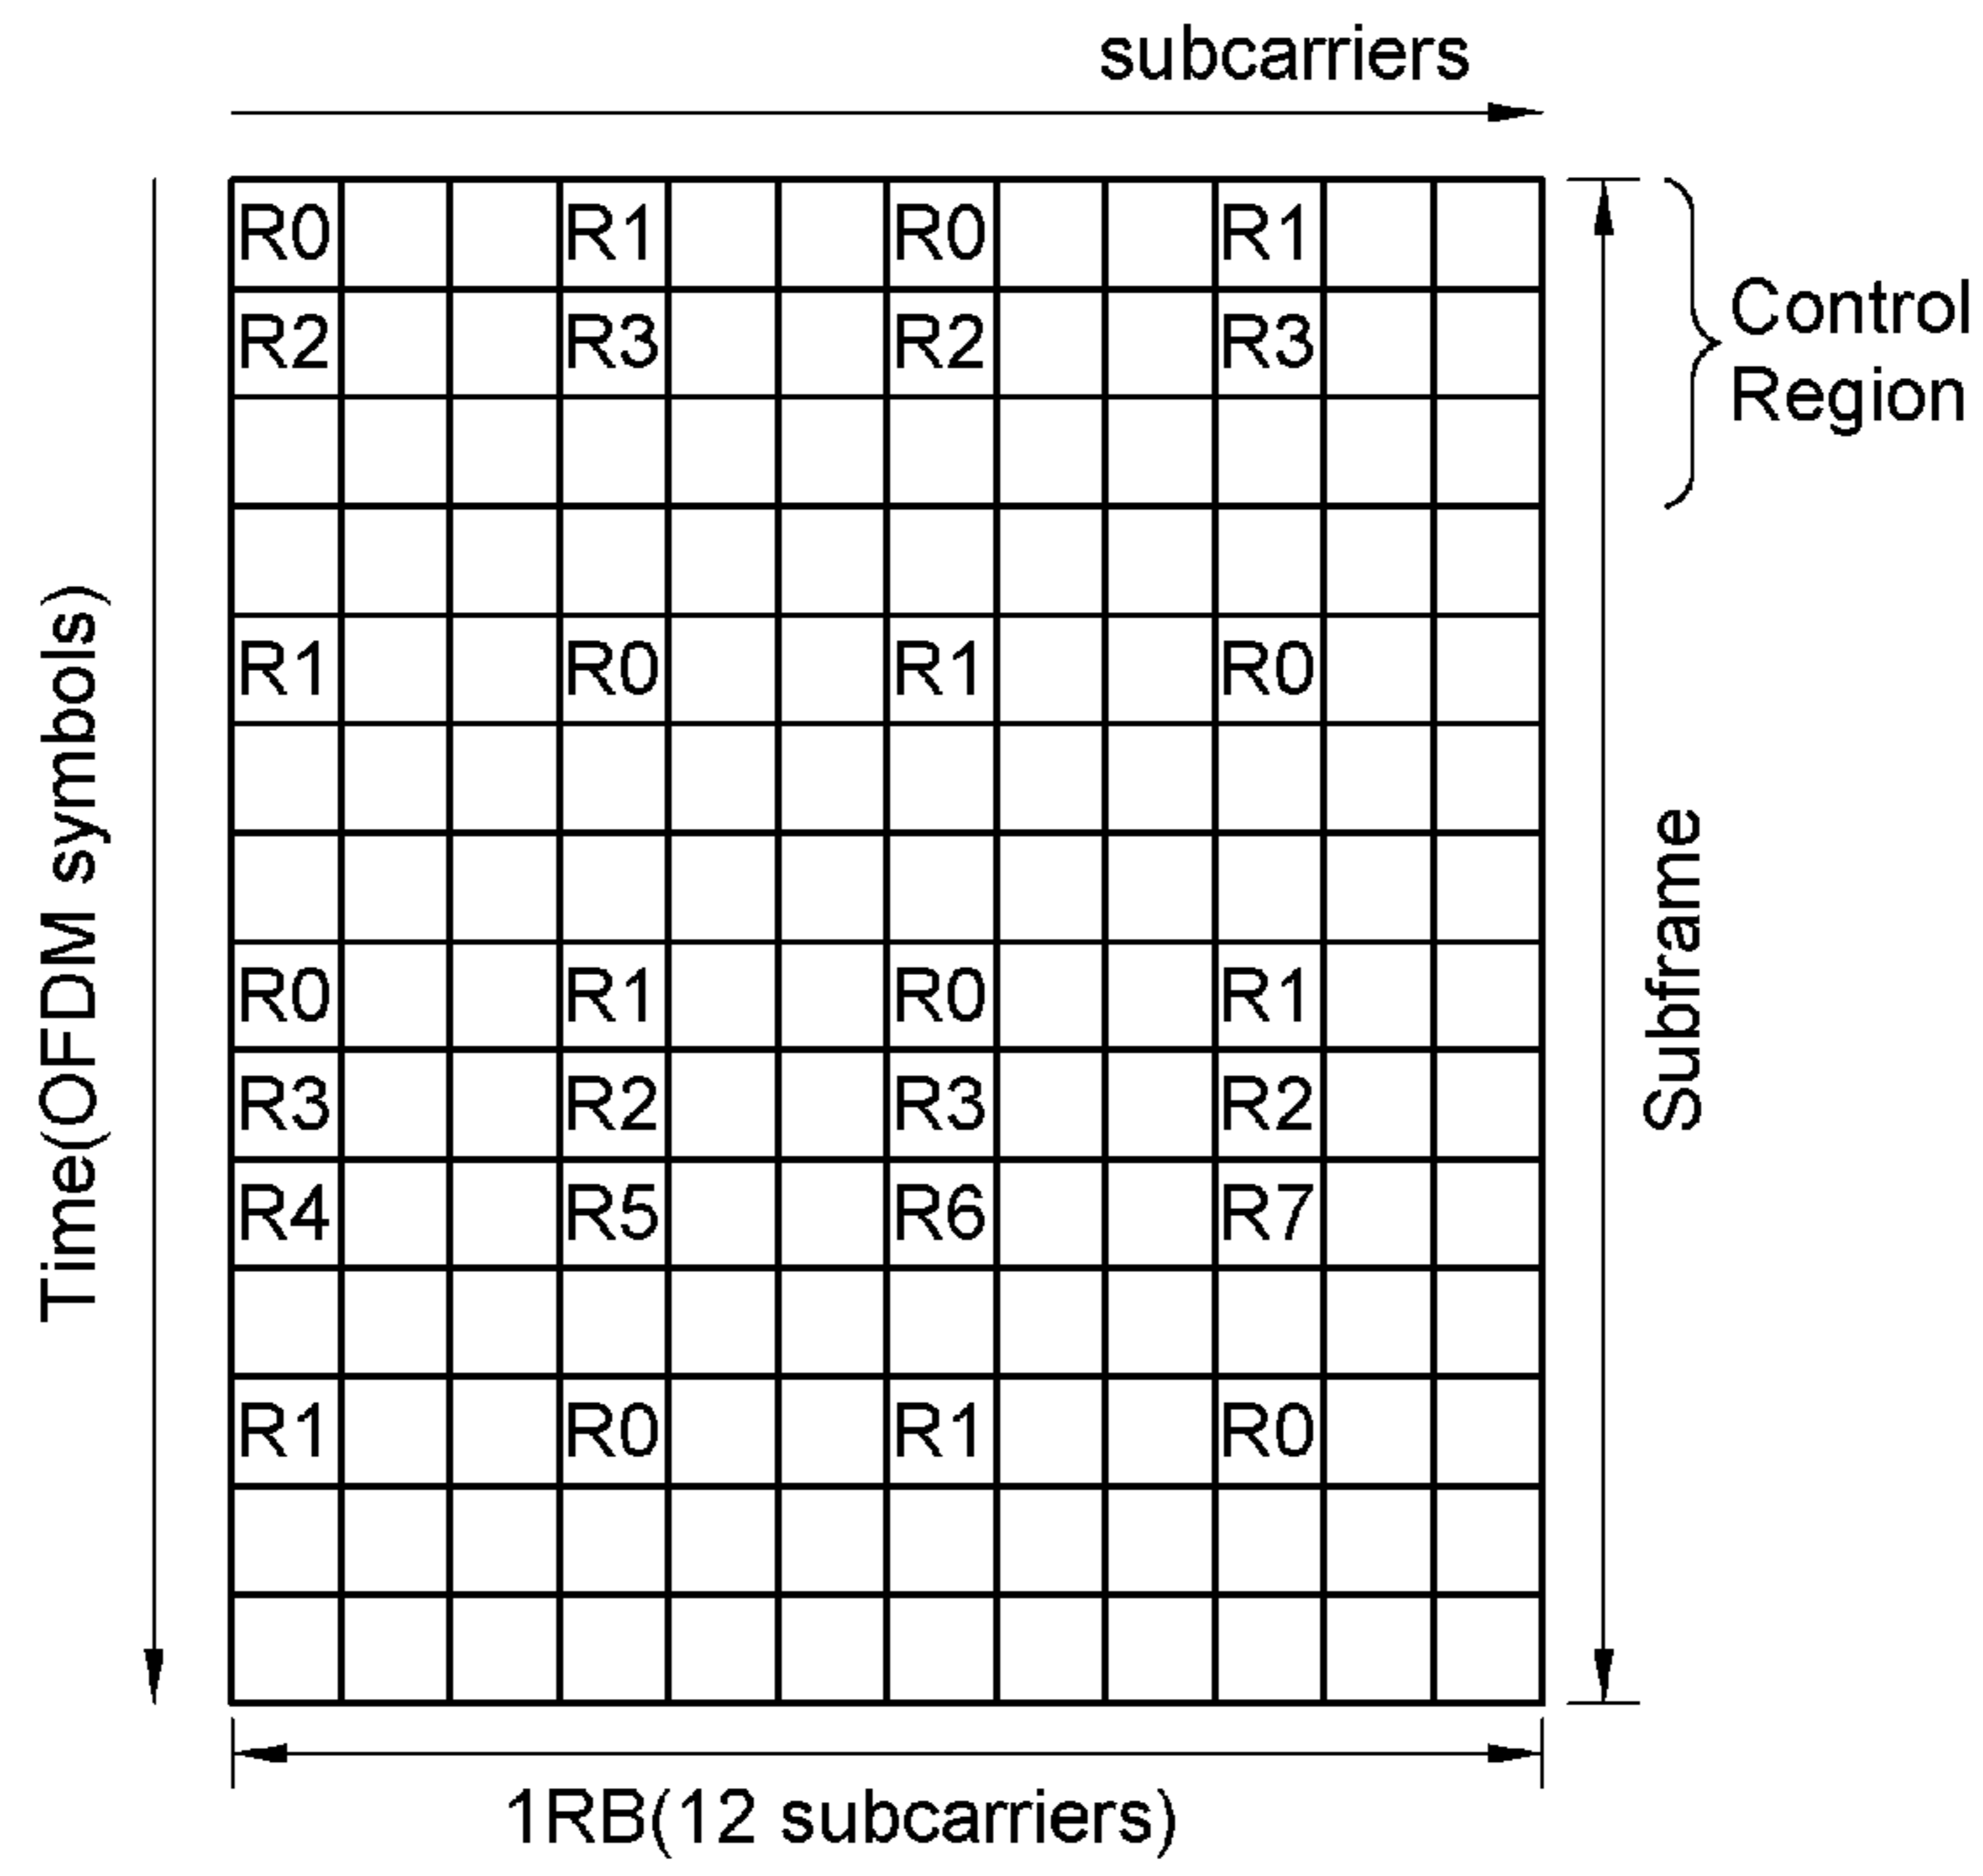 subcarriers
R0 R1 R0 R1
R2 R3 R2 R3
Control
Region
R1 R0 R1 R0
Time(OFDM symbols)
R0 R1 R0 R1
Subframe
R3 R2 R3 R2
R4 R5 R6 R7
R1 R0 R1 R0
1RB(12 subcarriers)